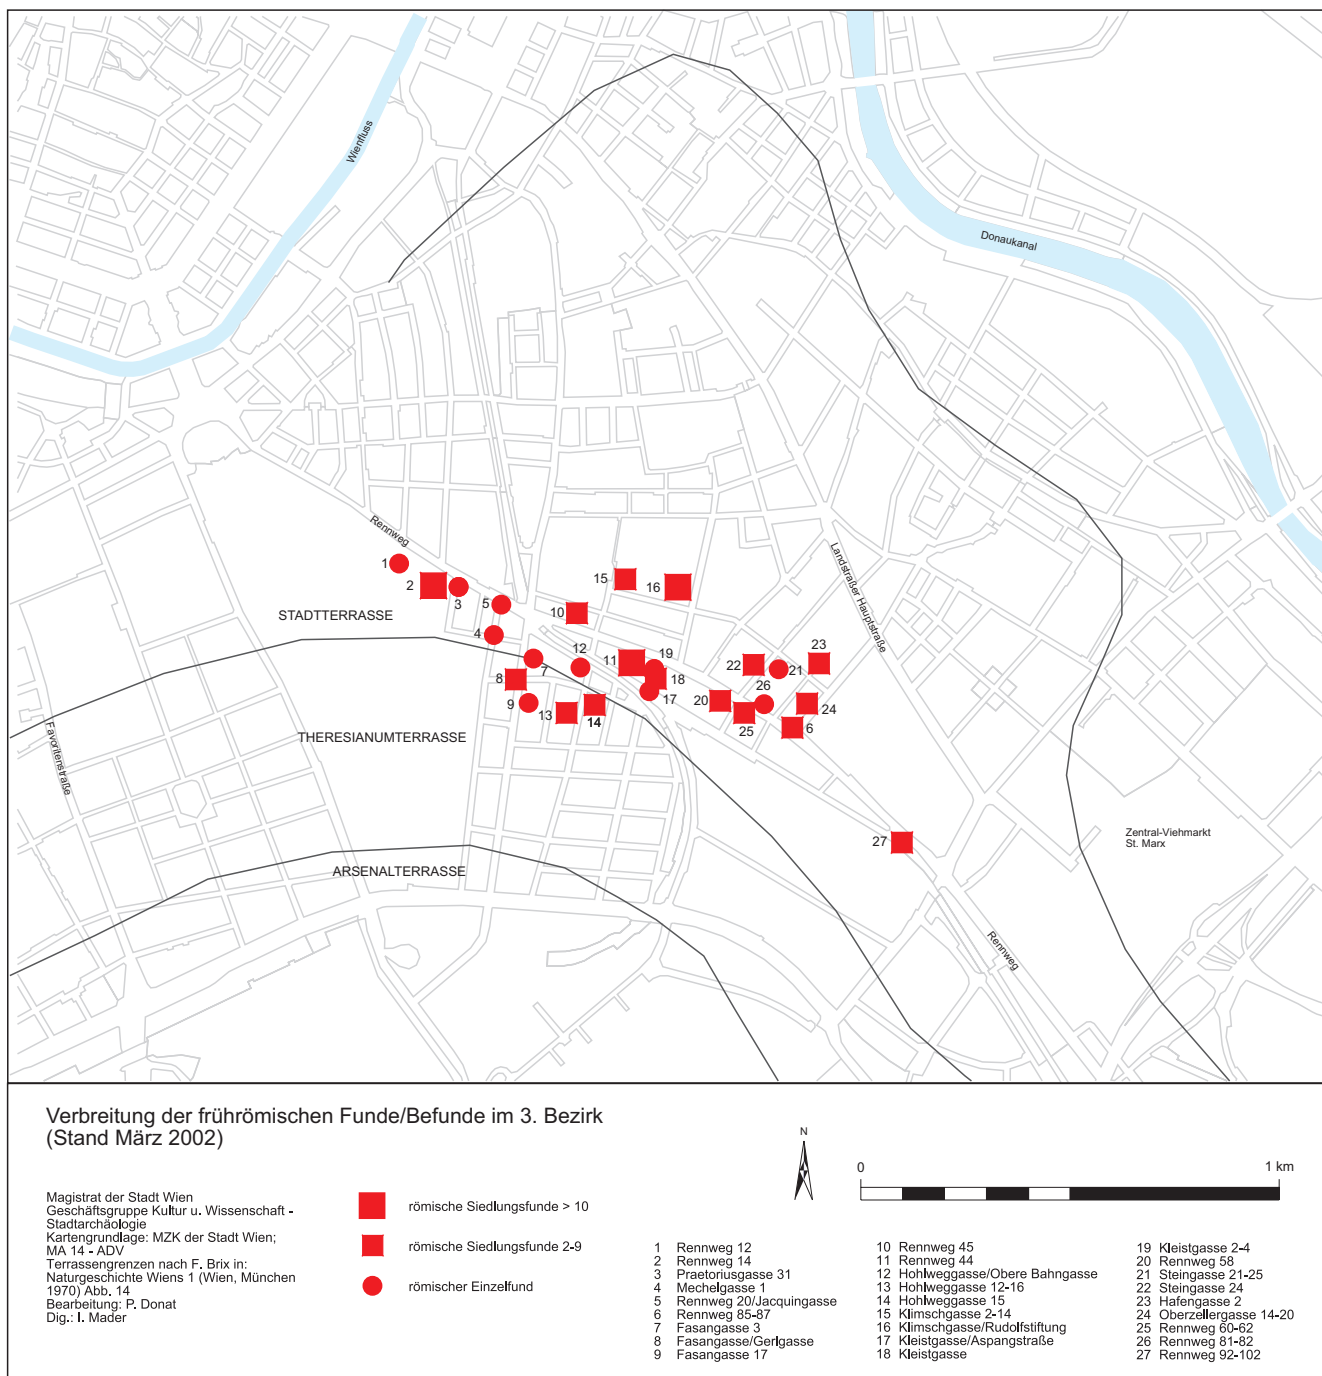 Wienfluss
Donaukanal
Rennweg
Landstraßer Hauptstraße
1
2
3
STADTTERRASSE
5
4
15
16
10
12
11
19
23
7
8
18
22
21
26
9
13
14
17
20
25
24
6
Favoritenstraße
THERESIANUMTERRASSE
27
Zentral-Viehmarkt
St. Marx
ARSENALTERRASSE
Rennweg
Verbreitung der frührömischen Funde/Befunde im 3. Bezirk
(Stand März 2002)
Magistrat der Stadt Wien
Geschäftsgruppe Kultur u. Wissenschaft -
Stadtarchäologie
Kartengrundlage: MZK der Stadt Wien;
MA 14 - ADV
Terrassengrenzen nach F. Brix in:
Naturgeschichte Wiens 1 (Wien, München
1970) Abb. 14
Bearbeitung: P. Donat
Dig.: I. Mader
römische Siedlungsfunde > 10
römische Siedlungsfunde 2-9
römischer Einzelfund
N
0
1 km
1 Rennweg 12
2 Rennweg 14
3 Praetoriusgasse 31
4 Mechelgasse 1
5 Rennweg 20/Jacquingasse
6 Rennweg 85-87
7 Fasangasse 3
8 Fasangasse/Gerlgasse
9 Fasangasse 17
10 Rennweg 45
11 Rennweg 44
12 Hohlweggasse/Obere Bahngasse
13 Hohlweggasse 12-16
14 Hohlweggasse 15
15 Klimschgasse 2-14
16 Klimschgasse/Rudolfstiftung
17 Kleistgasse/Aspangstraße
18 Kleistgasse
19 Kleistgasse 2-4
20 Rennweg 58
21 Steingasse 21-25
22 Steingasse 24
23 Hafengasse 2
24 Oberzellergasse 14-20
25 Rennweg 60-62
26 Rennweg 81-82
27 Rennweg 92-102